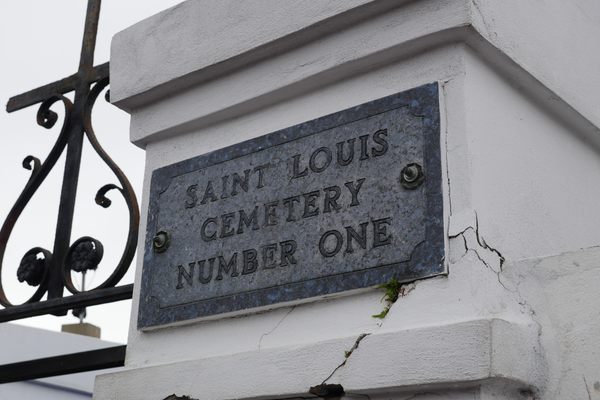 SAINT LOUIS
CEMETERY
NUMBER ONE